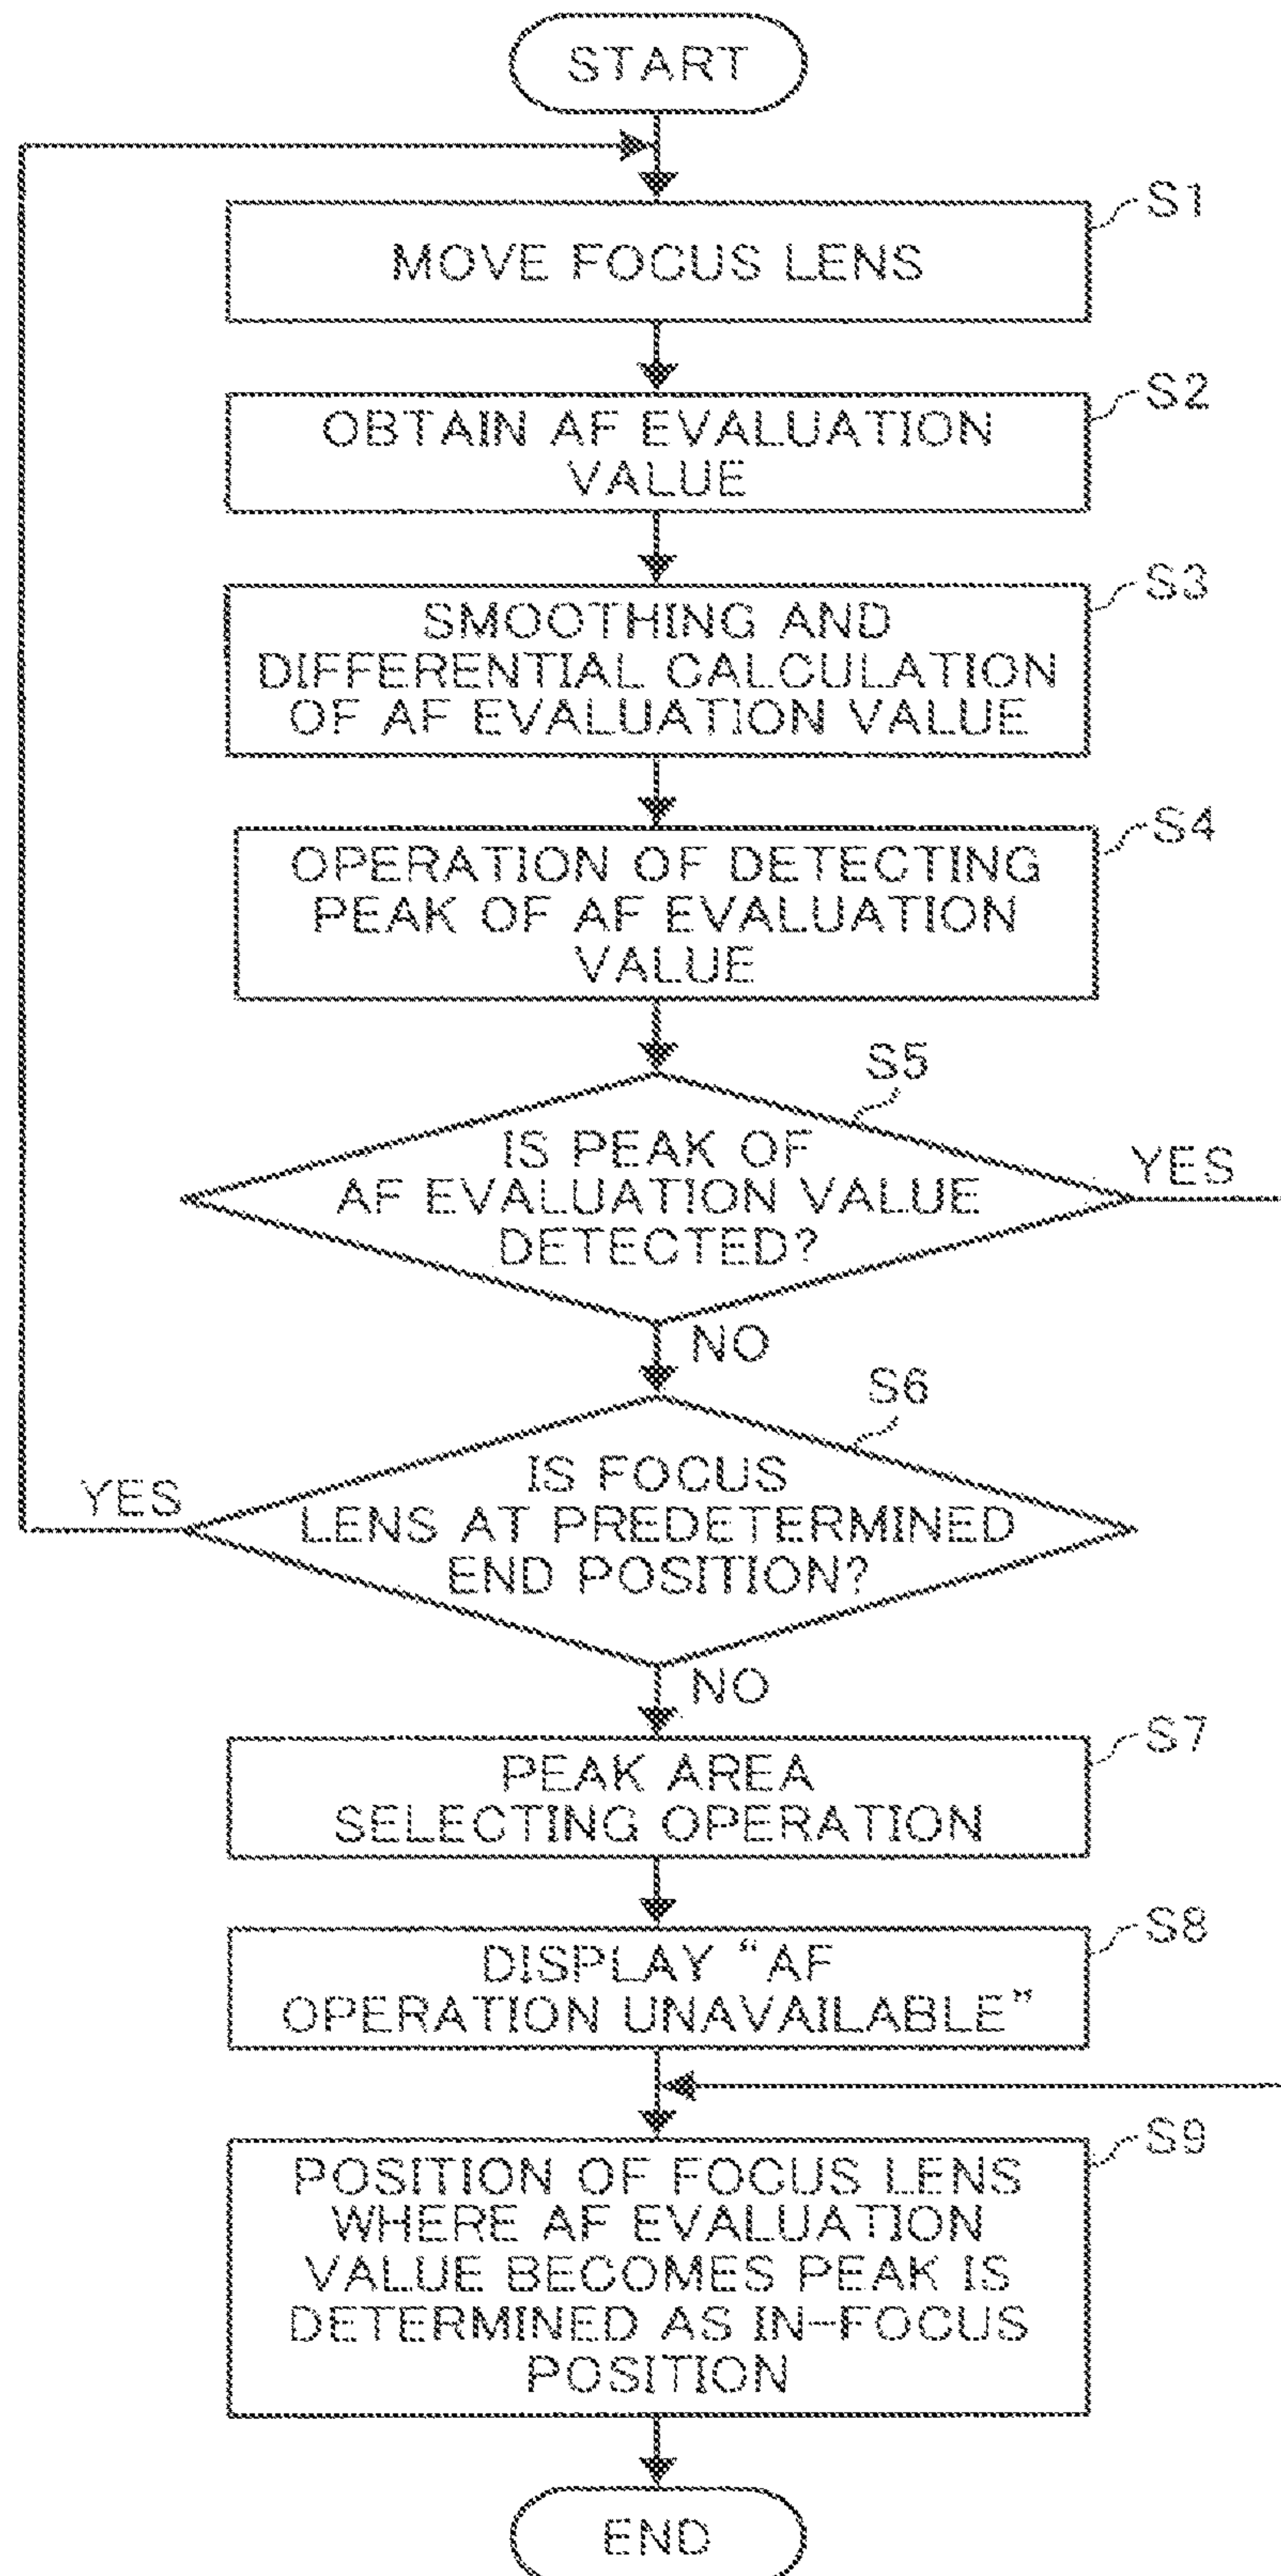 START
S1
MOVE FOCUS LENS
S2
OBTAIN AF EVALUATION
VALUE
S3
SMOOTHING AND
DIFFERENTIAL CALCULATION
OF AF EVALUATION VALUE
S4
OPERATION OF DETECTING
PEAK OF AF EVALUATION
VALUE
S5
IS PEAK OF
AF EVALUATION VALUE
DETECTED?
YES
NO
S6
IS FOCUS
LENS AT PREDETERMINED
END POSITION?
YES
NO
S7
PEAK AREA
SELECTING OPERATION
S8
DISPLAY “AF
OPERATION UNAVAILABLE”
S9
POSITION OF FOCUS LENS
WHERE AF EVALUATION
VALUE BECOMES PEAK IS
DETERMINED AS IN-FOCUS
POSITION
END